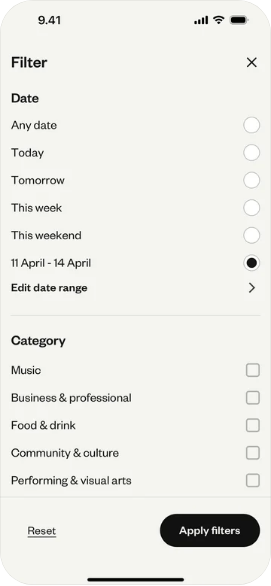 9.41
Filter
Date
Any date
Today
Tomorrow
This week
This weekend
11 April - 14 April
Edit date range
Category
Music
Business & professional
Food & drink
Community & culture
Performing & visual arts
Reset
Apply filters